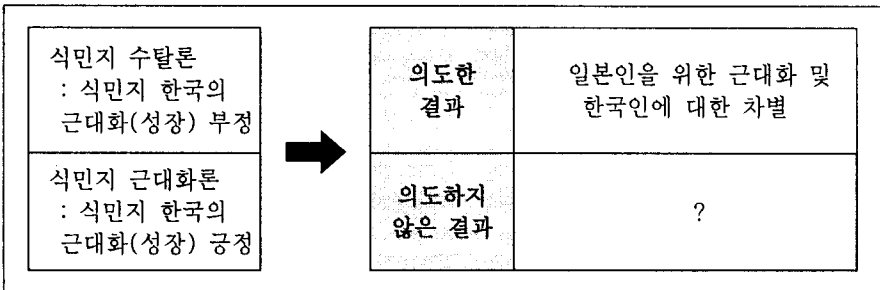 식민지 수탈론
: 식민지 한국의
근대화(성장) 부정
식민지 근대화론
: 식민지 한국의
근대화(성장) 긍정
의도한
결과
일본인을 위한 근대화 및
한국인에 대한 차별
의도하지
않은 결과
?